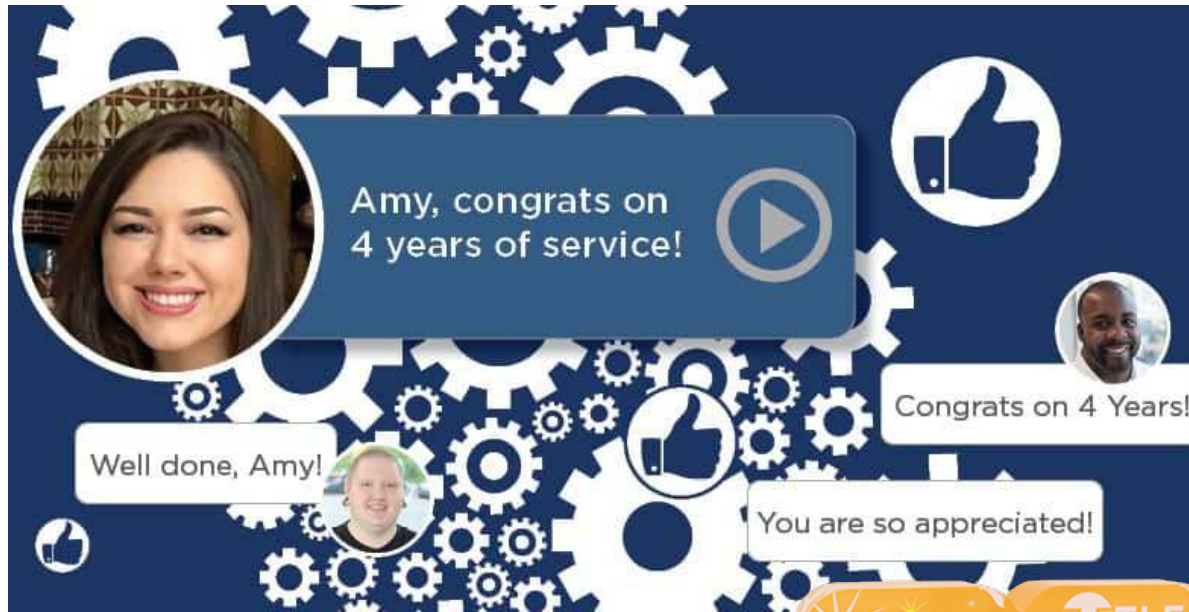 Amy, congrats on
4 years of service!
Congrats on 4 Years!
Well done, Amy!
You are so appreciated!